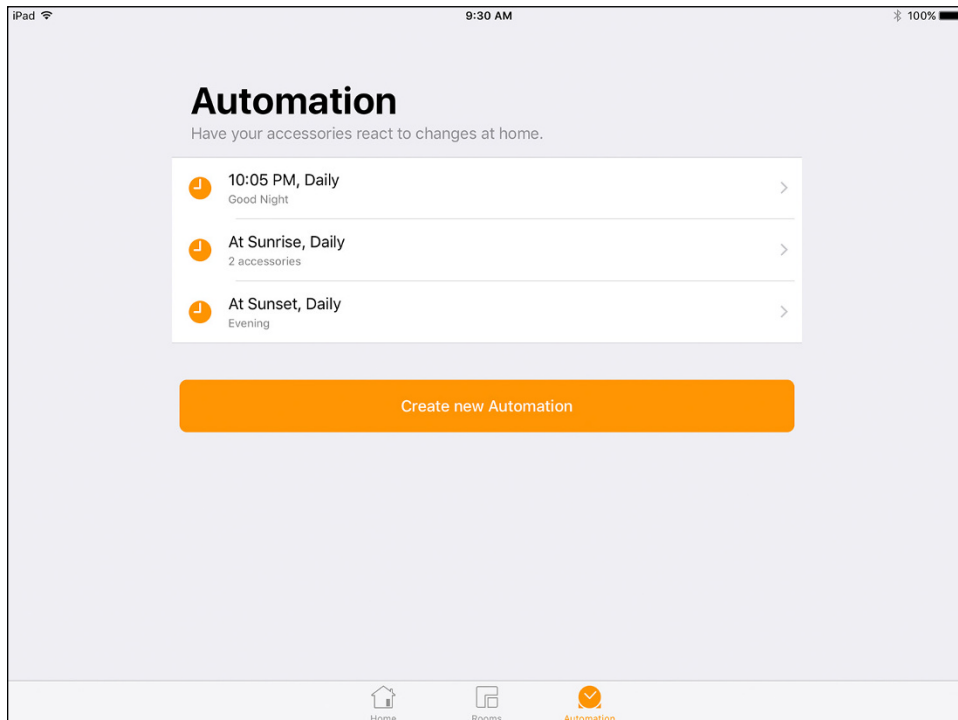 iPad 9:30 AM 100%
Automation
Have your accessories react to changes at home.
10:05 PM, Daily
Good Night
At Sunrise, Daily
2 accessories
At Sunset, Daily
Evening
Create new Automation
Home Rooms Automation